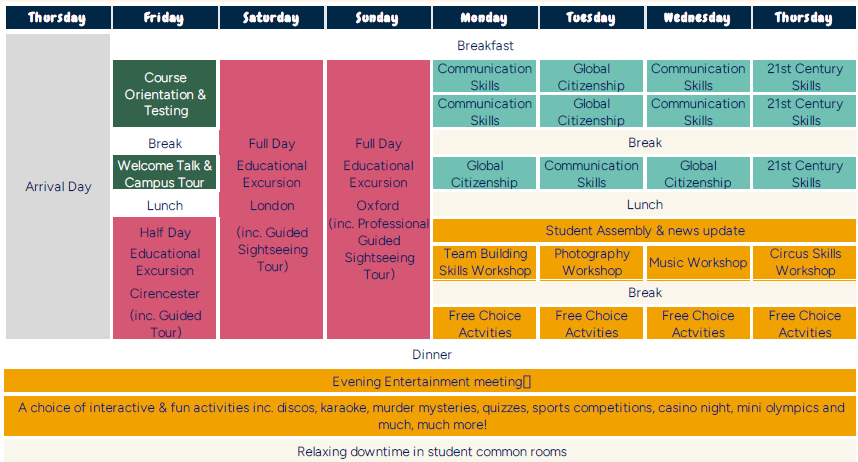 Thursday Friday Saturday Sunday Monday Tuesday Wednesday Thursday
Breakfast
Arrival Day
Course
Orientation &
Testing
Break
Welcome Talk &
Campus Tour
Lunch
Half Day
Educational
Excursion
Cirencester
(inc. Guided
Tour)
Full Day
Educational
Excursion
London
(inc. Guided
Sightseeing
Tour)
Full Day
Educational
Excursion
Oxford
(inc. Professional
Guided
Sightseeing
Tour)
Communication
Skills
Global
Citizenship
Communication
Skills
21st Century
Skills
Communication
Skills
Global
Citizenship
Communication
Skills
21st Century
Skills
Break
Global
Citizenship
Communication
Skills
Global
Citizenship
21st Century
Skills
Lunch
Student Assembly & news update
Team Building
Skills Workshop
Photography
Workshop
Music Workshop
Circus Skills
Workshop
Break
Free Choice
Actvities
Free Choice
Actvities
Free Choice
Actvities
Free Choice
Actvities
Dinner
Evening Entertainment meeting
A choice of interactive & fun activities inc. discos, karaoke, murder mysteries, quizzes, sports competitions, casino night, mini olympics and
much, much more!
Relaxing downtime in student common rooms